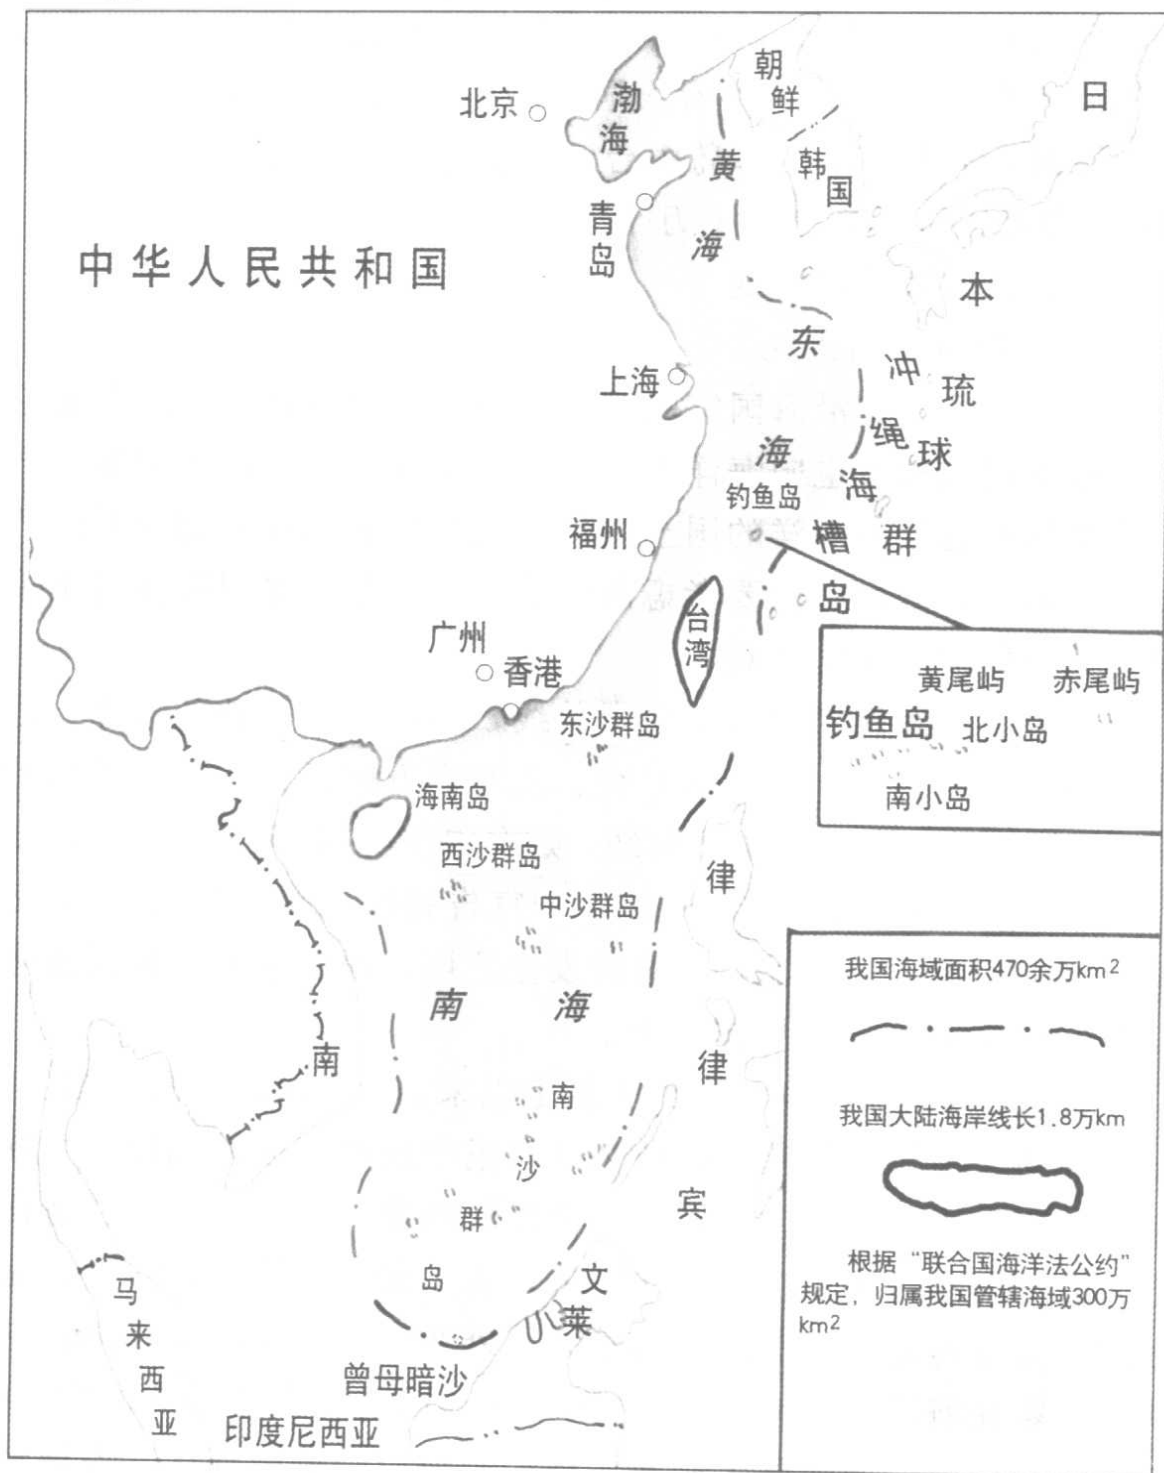 朝鲜
日本
北京
渤海
黄海
韩国
青岛
中华人民共和国
东海
冲绳海槽
琉球群岛
上海
钓鱼岛
福州
台湾
广州
香港
东沙群岛
黄尾屿
赤尾屿
钓鱼岛
北小岛
南小岛
海南岛
西沙群岛
中沙群岛
律
律
宾
南海
南
南沙群岛
文莱
曾母暗沙
马来西亚
印度尼西亚
我国海域面积470余万km²
我国大陆海岸线长1.8万km
根据“联合国海洋法公约”
规定，归属我国管辖海域300万
km²